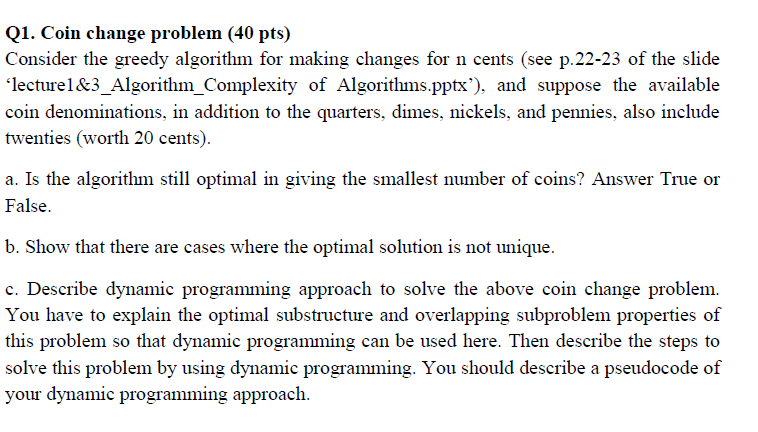 Q1. Coin change problem (40 pts)
Consider the greedy algorithm for making changes for n cents (see p.22-23 of the slide
‘lecture1&3_Algorithm_Complexity of Algorithms.pptx’), and suppose the available
coin denominations, in addition to the quarters, dimes, nickels, and pennies, also include
twenties (worth 20 cents).
a. Is the algorithm still optimal in giving the smallest number of coins? Answer True or
False.
b. Show that there are cases where the optimal solution is not unique.
c. Describe dynamic programming approach to solve the above coin change problem.
You have to explain the optimal substructure and overlapping subproblem properties of
this problem so that dynamic programming can be used here. Then describe the steps to
solve this problem by using dynamic programming. You should describe a pseudocode of
your dynamic programming approach.